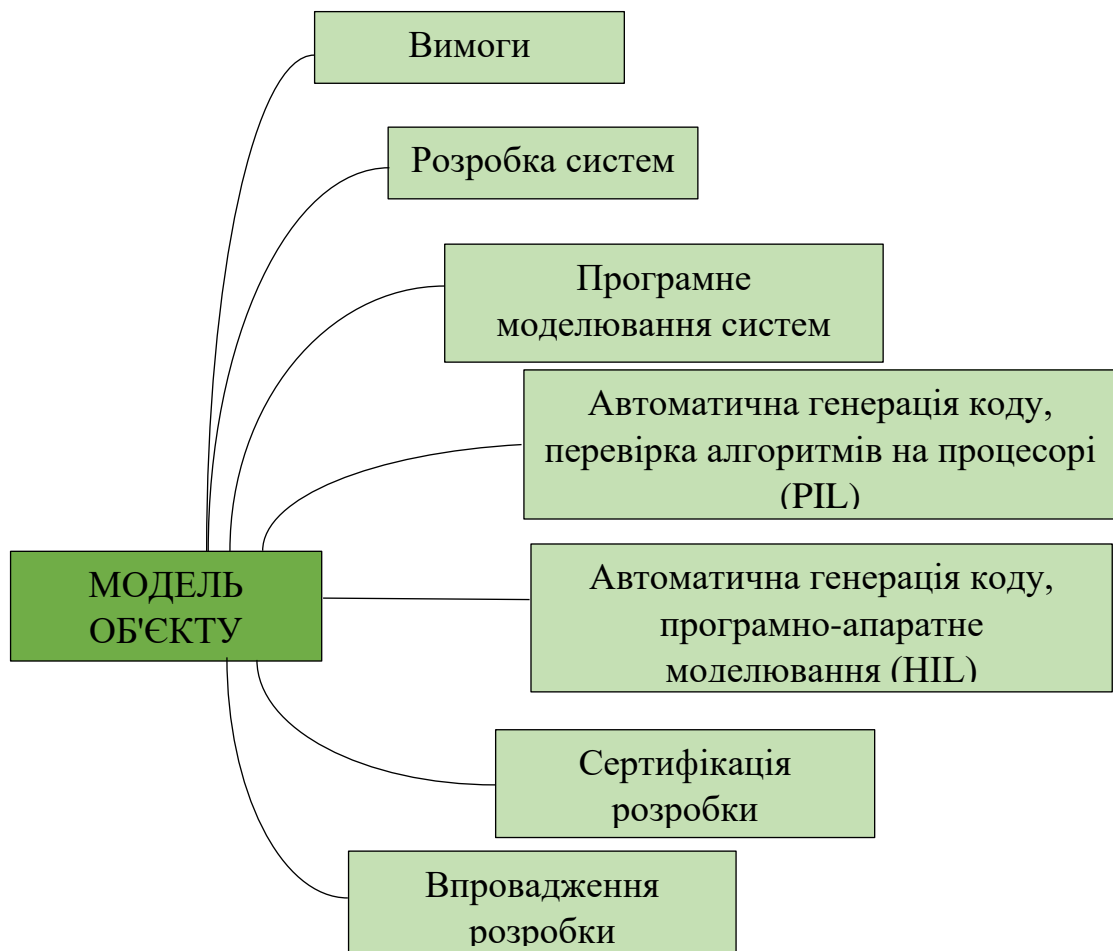 Вимоги
Розробка систем
Програмне
моделювання систем
Автоматична генерація коду,
перевірка алгоритмів на процесорі
(PIL)
МОДЕЛЬ
ОБ'ЄКТУ
Автоматична генерація коду,
програмно-апаратне
моделювання (HIL)
Сертифікація
розробки
Впровадження
розробки